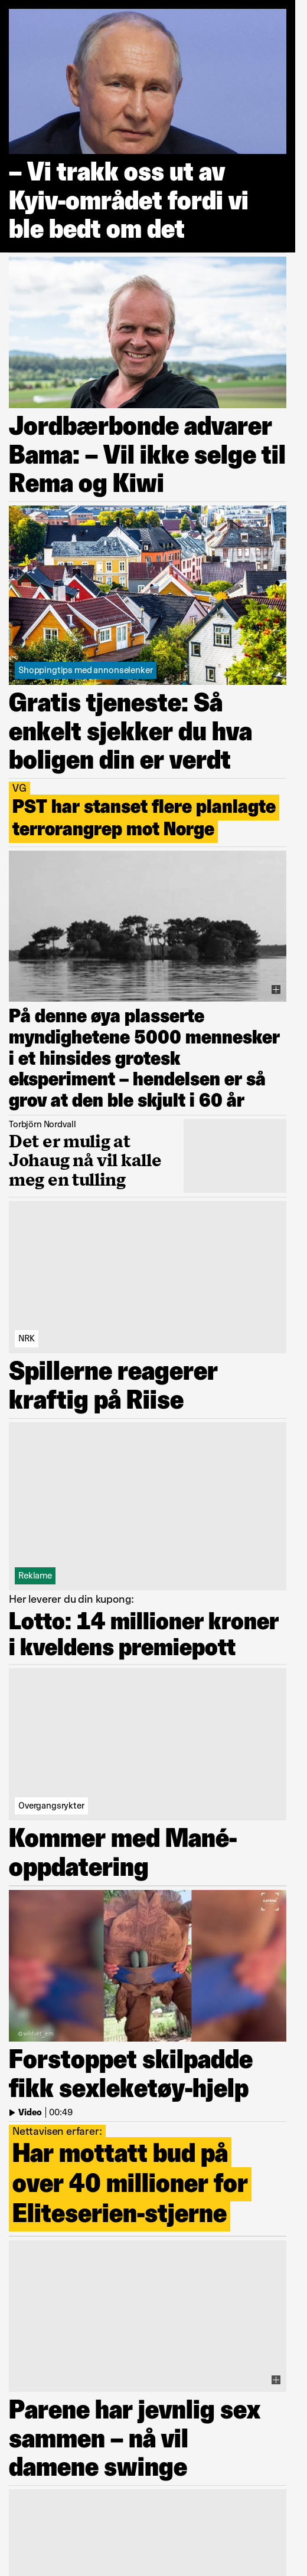 – Vi trakk oss ut av
Kyiv-området fordi vi
ble bedt om det
Jordbærbonde advarer
Bama: – Vil ikke selge til
Rema og Kiwi
Shoppingtips med annonselenker
Gratis tjeneste: Så
enkelt sjekker du hva
boligen din er verdt
VG
PST har stanset flere planlagte
terrorangrep mot Norge
På denne øya plasserte
myndighetene 5000 mennesker
i et hinsides grotesk
eksperiment – hendelsen er så
grov at den ble skjult i 60 år
Torbjörn Nordvall
Det er mulig at
Johaug nå vil kalle
meg en tulling
NRK
Spillerne reagerer
kraftig på Riise
Reklame
Her leverer du din kupong:
Lotto: 14 millioner kroner
i kveldens premiepott
Overgangsrykter
Kommer med Mané-
oppdatering
Forstoppet skilpadde
fikk sexleketøy-hjelp
Video | 00:49
Nettavisen erfarer:
Har mottatt bud på
over 40 millioner for
Eliteserien-stjerne
Parene har jevnlig sex
sammen – nå vil
damene swinge